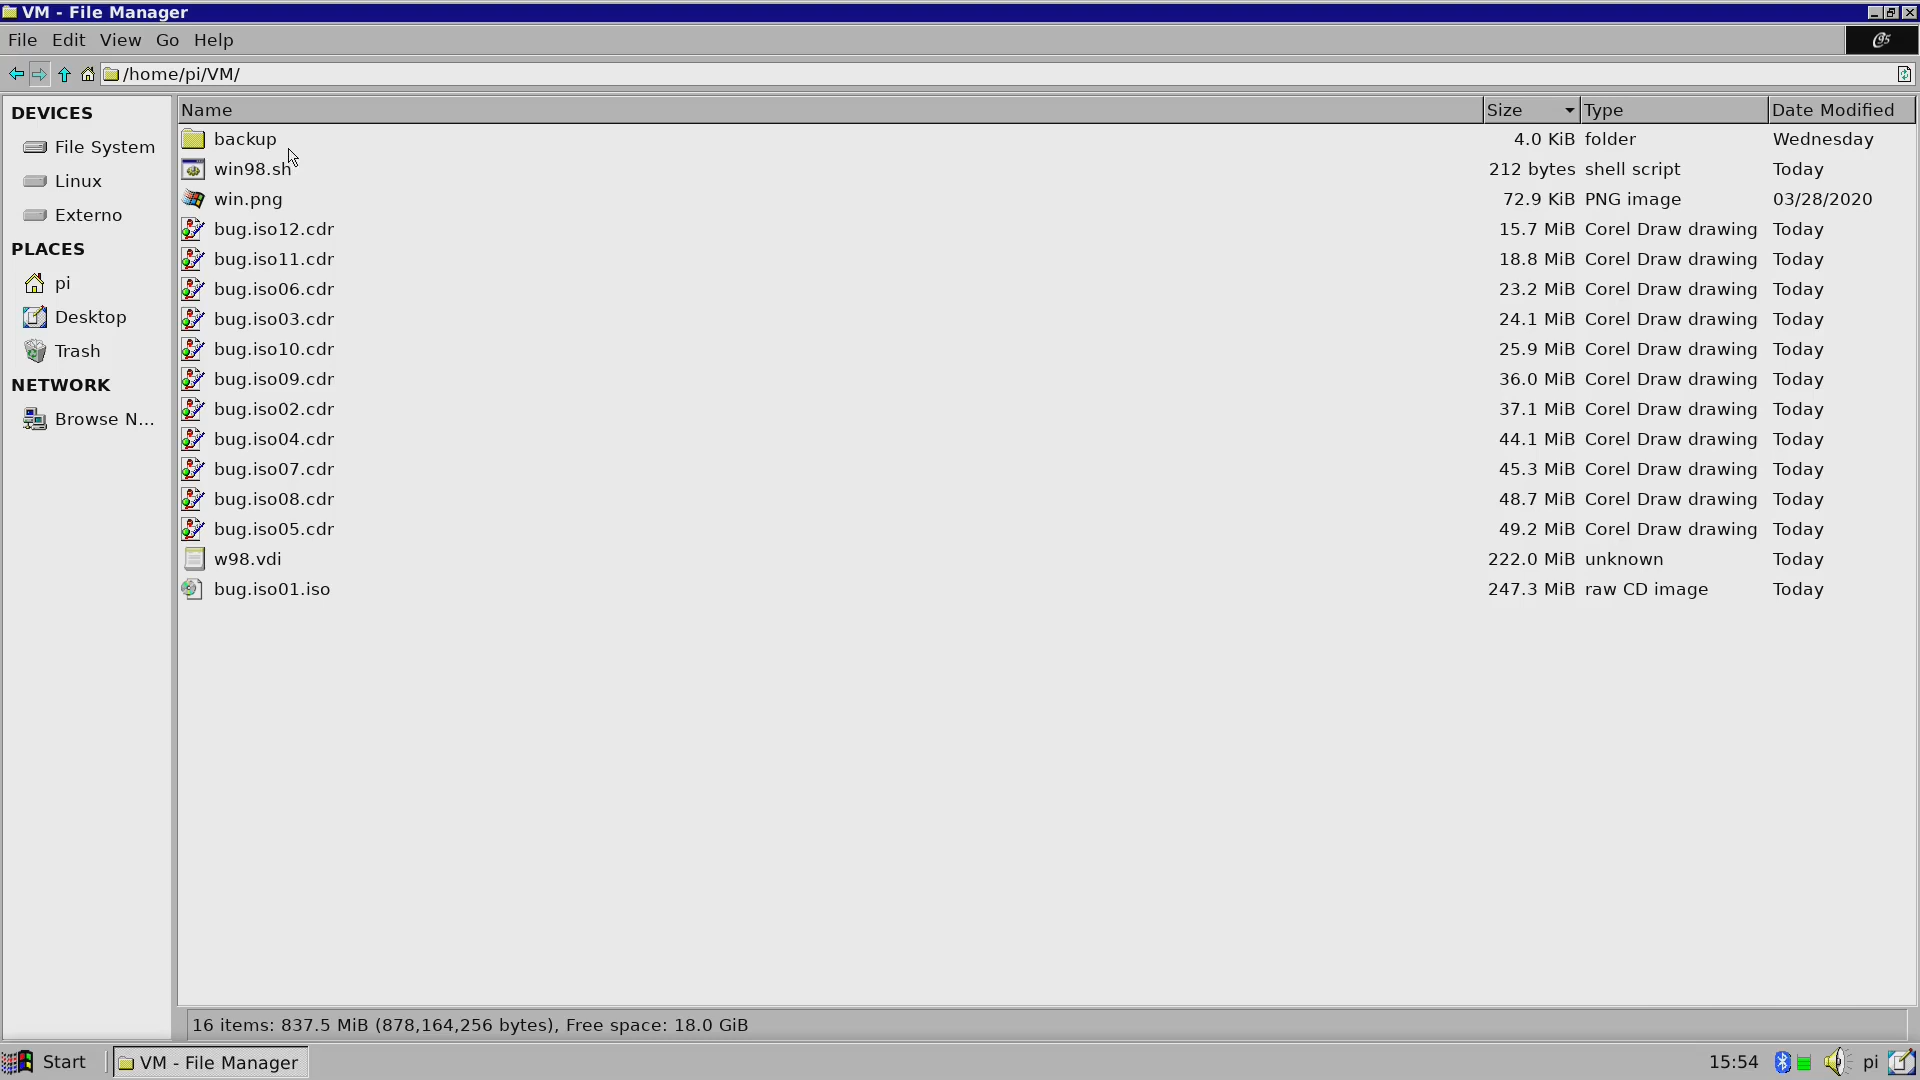 VM - File Manager
File Edit View Go Help
/home/pi/VM/
DEVICES
File System
Linux
Externo
PLACES
pi
Desktop
Trash
NETWORK
Browse N...
Name Size Type Date Modified
backup 4.0 KiB folder Wednesday
win98.sh 212 bytes shell script Today
win.png 72.9 KiB PNG image 03/28/2020
bug.iso12.cdr 15.7 MiB Corel Draw drawing Today
bug.iso11.cdr 18.8 MiB Corel Draw drawing Today
bug.iso06.cdr 23.2 MiB Corel Draw drawing Today
bug.iso03.cdr 24.1 MiB Corel Draw drawing Today
bug.iso10.cdr 25.9 MiB Corel Draw drawing Today
bug.iso09.cdr 36.0 MiB Corel Draw drawing Today
bug.iso02.cdr 37.1 MiB Corel Draw drawing Today
bug.iso04.cdr 44.1 MiB Corel Draw drawing Today
bug.iso07.cdr 45.3 MiB Corel Draw drawing Today
bug.iso08.cdr 48.7 MiB Corel Draw drawing Today
bug.iso05.cdr 49.2 MiB Corel Draw drawing Today
w98.vdi 222.0 MiB unknown Today
bug.iso01.iso 247.3 MiB raw CD image Today
16 items: 837.5 MiB (878,164,256 bytes), Free space: 18.0 GiB
Start VM - File Manager 15:54 pi